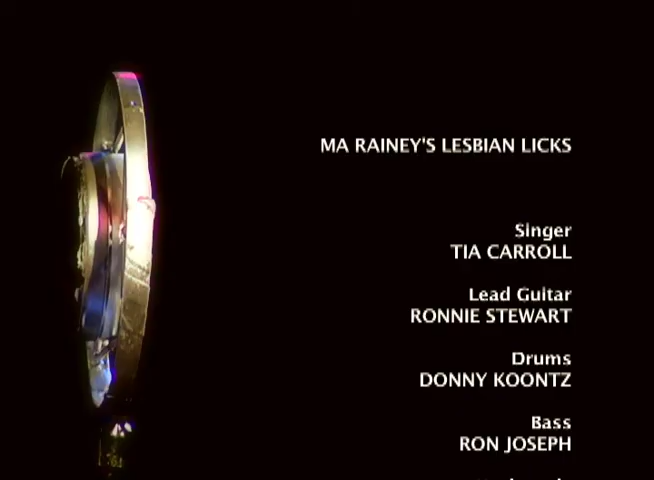 MA RAINEY'S LESBIAN LICKS
Singer
TIA CARROLL
Lead Guitar
RONNIE STEWART
Drums
DONNY KOONTZ
Bass
RON JOSEPH